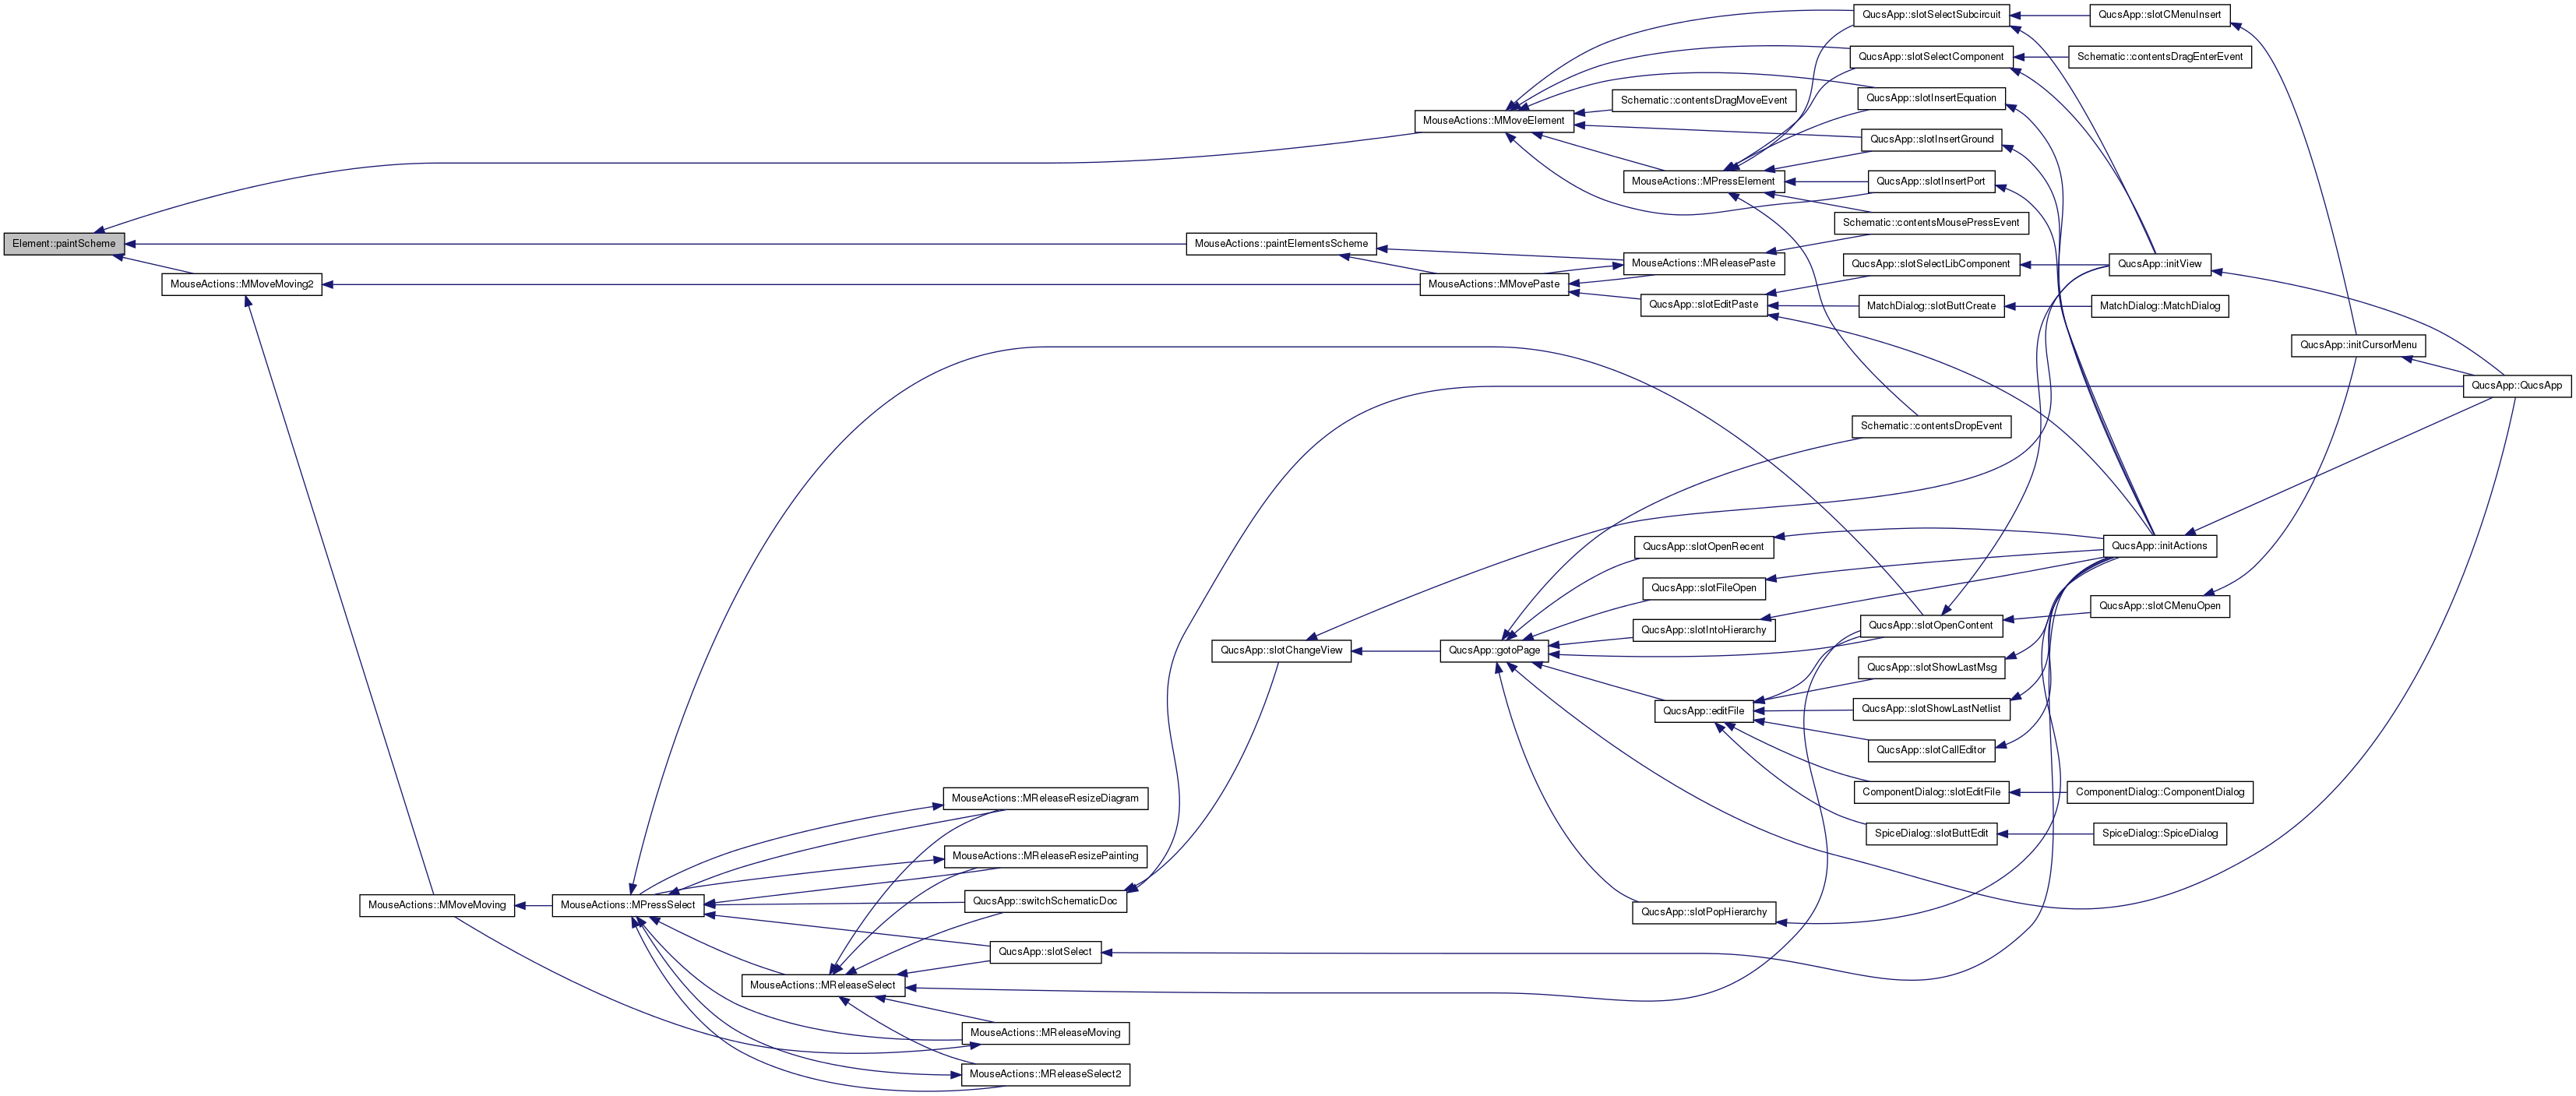 QucsApp::slotSelectSubcircuit
QucsApp::slotCMenuInsert
QucsApp::slotSelectComponent
Schematic::contentsDragEnterEvent
QucsApp::slotInsertEquation
Schematic::contentsDragMoveEvent
MouseActions::MMoveElement
QucsApp::slotInsertGround
MouseActions::MPressElement
QucsApp::slotInsertPort
Schematic::contentsMousePressEvent
Element::paintScheme
MouseActions::paintElementsScheme
MouseActions::MReleasePaste
QucsApp::slotSelectLibComponent
QucsApp::initView
MouseActions::MMoveMoving2
MouseActions::MMovePaste
QucsApp::slotEditPaste
MatchDialog::slotButtCreate
MatchDialog::MatchDialog
QucsApp::initCursorMenu
QucsApp::QucsApp
Schematic::contentsDropEvent
QucsApp::slotOpenRecent
QucsApp::initActions
QucsApp::slotFileOpen
QucsApp::slotCMenuOpen
QucsApp::slotIntoHierarchy
QucsApp::slotOpenContent
QucsApp::slotChangeView
QucsApp::gotoPage
QucsApp::slotShowLastMsg
QucsApp::editFile
QucsApp::slotShowLastNetlist
QucsApp::slotCallEditor
ComponentDialog::slotEditFile
ComponentDialog::ComponentDialog
MouseActions::MReleaseResizeDiagram
SpiceDialog::slotButtEdit
SpiceDialog::SpiceDialog
MouseActions::MReleaseResizePainting
MouseActions::MMoveMoving
MouseActions::MPressSelect
QucsApp::switchSchematicDoc
QucsApp::slotPopHierarchy
QucsApp::slotSelect
MouseActions::MReleaseSelect
MouseActions::MReleaseMoving
MouseActions::MReleaseSelect2